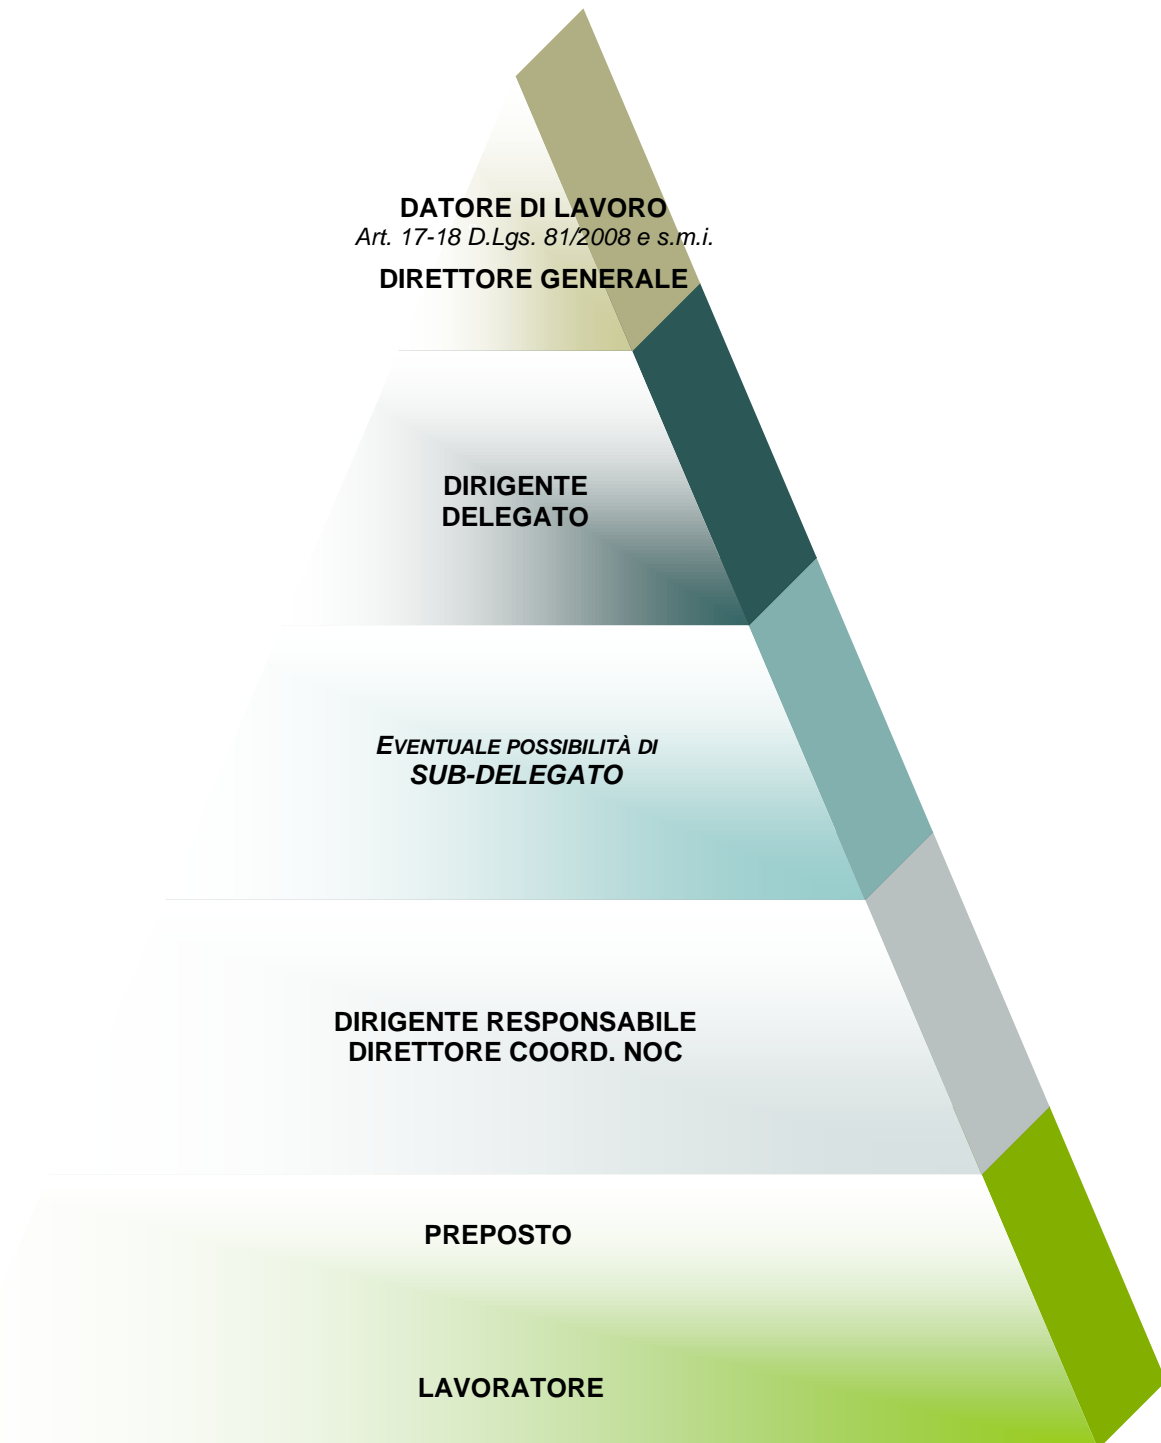 DATORE DI LAVORO
Art. 17-18 D.Lgs. 81/2008 e s.m.i.
DIRETTORE GENERALE
DIRIGENTE
DELEGATO
EVENTUALE POSSIBILITÀ DI
SUB-DELEGATO
DIRIGENTE RESPONSABILE
DIRETTORE COORD. NOC
PREPOSTO
LAVORATORE